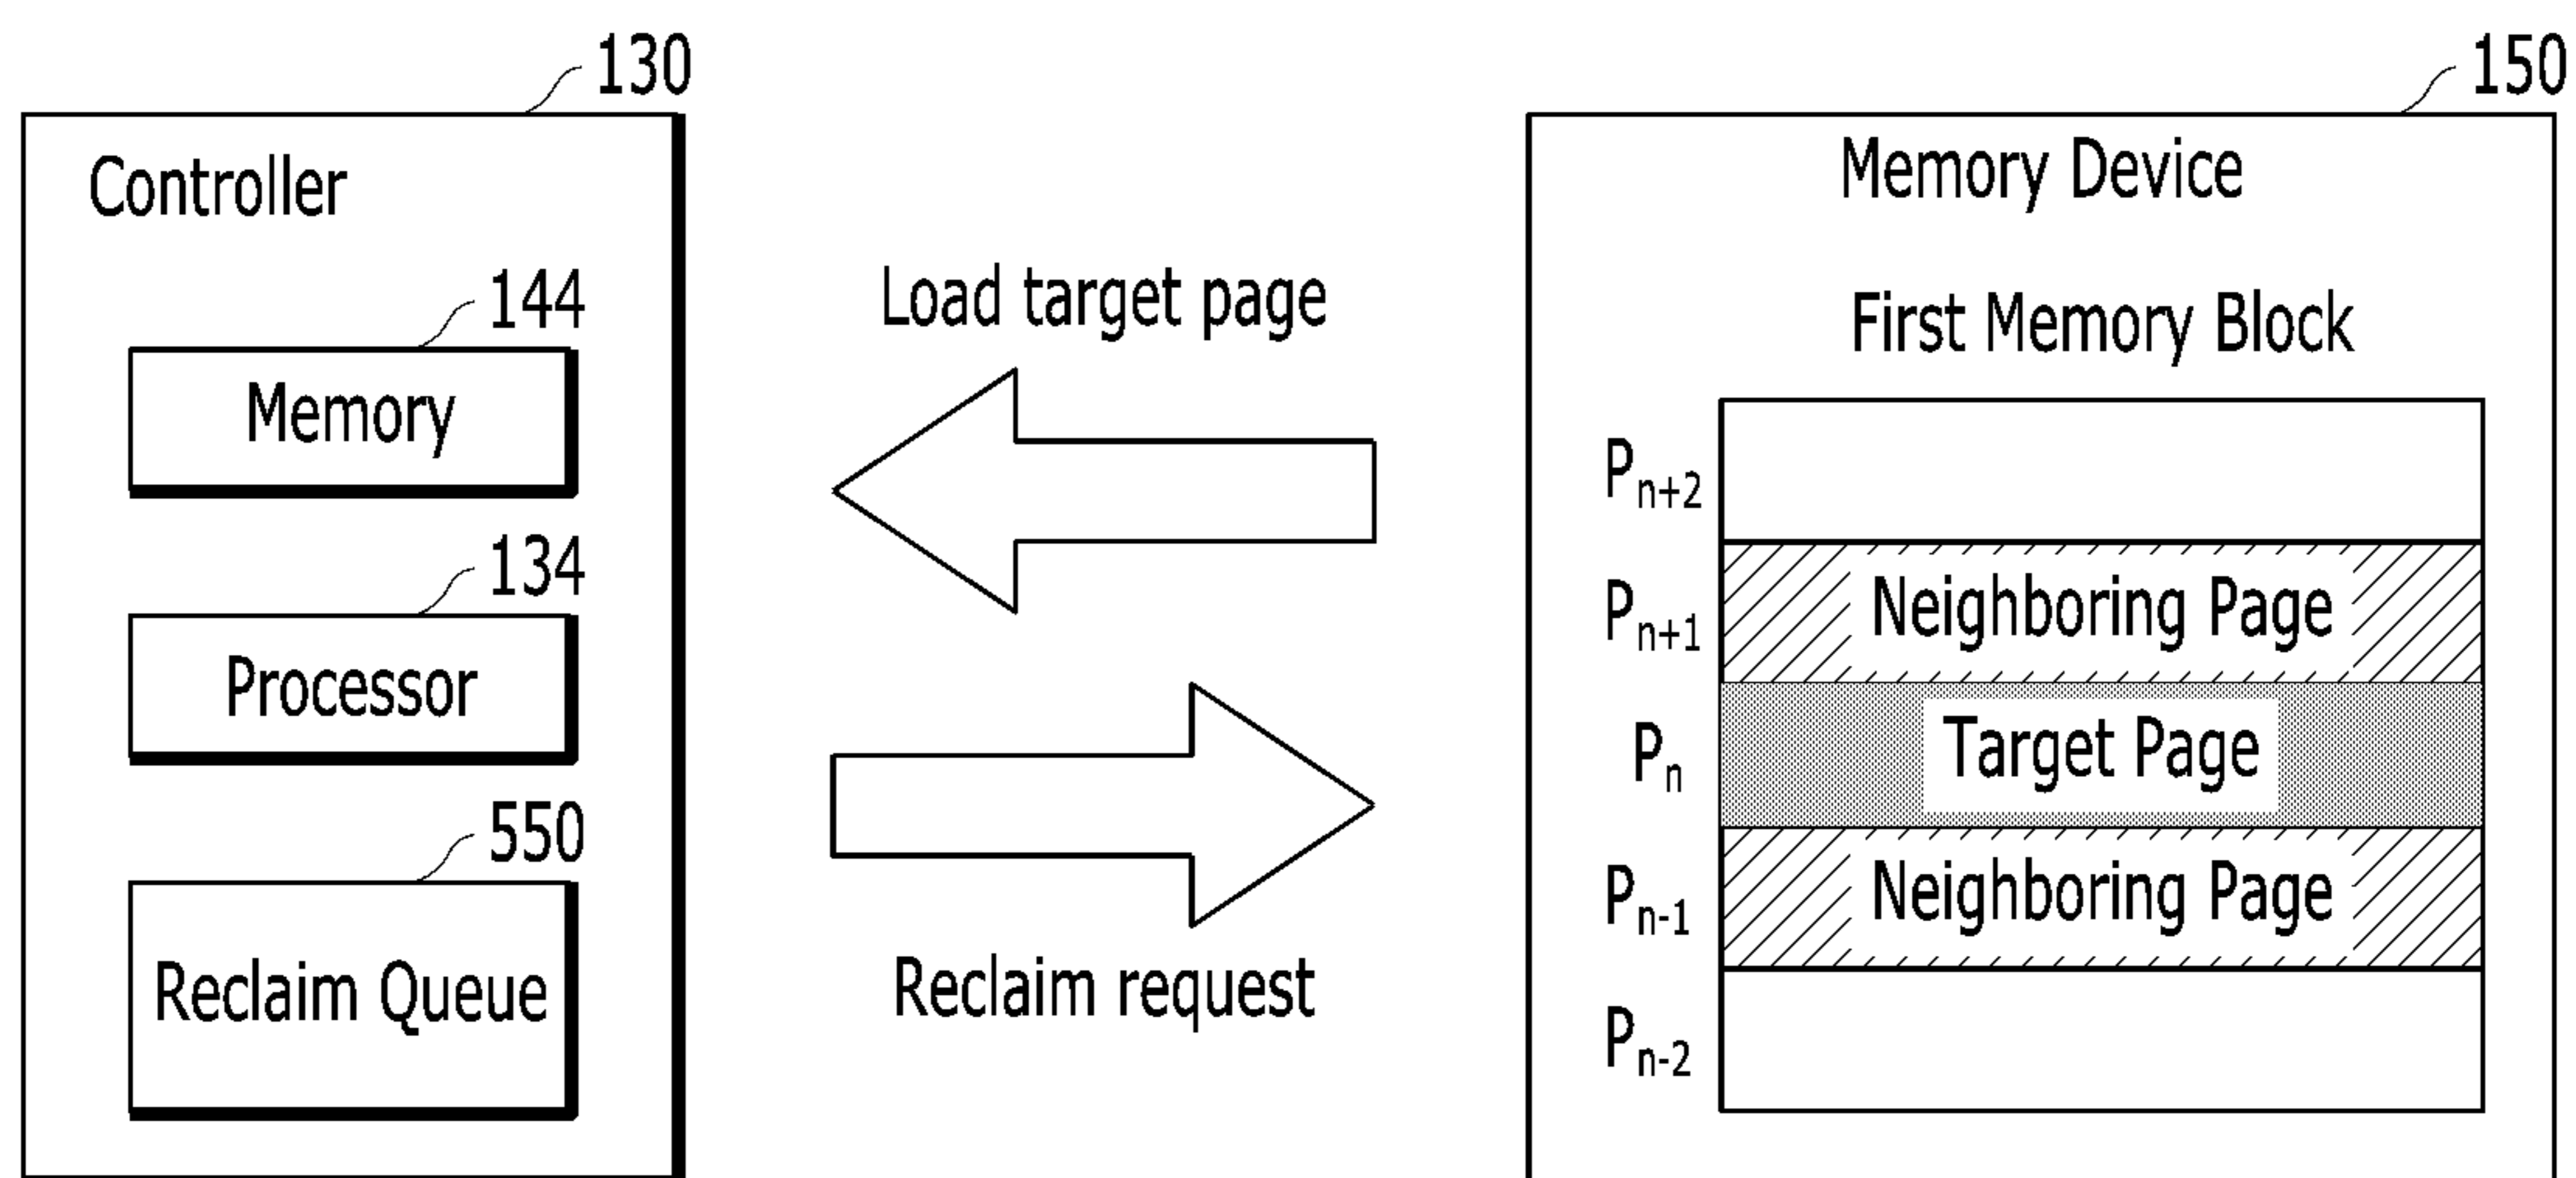 130
Controller
144
Memory
134
Processor
550
Reclaim Queue
Load target page
Reclaim request
150
Memory Device
First Memory Block
Pn+2
Pn+1 Neighboring Page
Pn Target Page
Pn-1 Neighboring Page
Pn-2